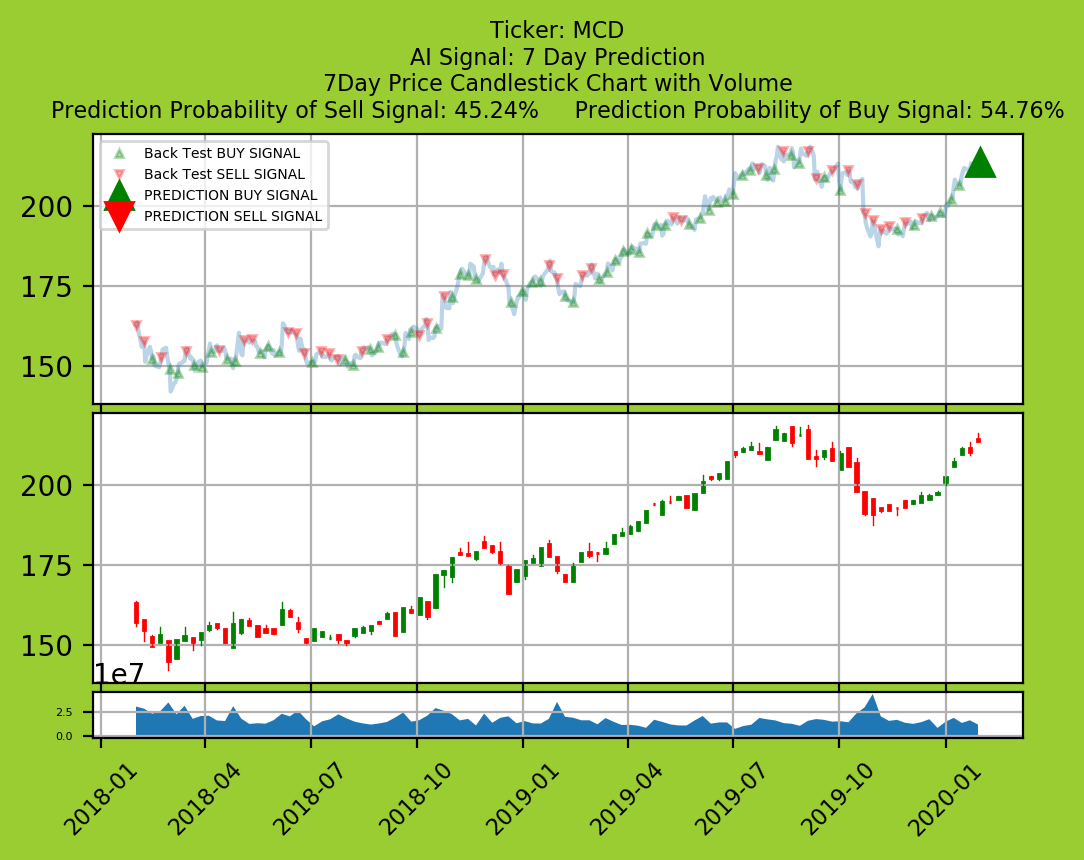 Ticker: MCD
AI Signal: 7 Day Prediction
7Day Price Candlestick Chart with Volume
Prediction Probability of Sell Signal: 45.24%     Prediction Probability of Buy Signal: 54.76%
Back Test BUY SIGNAL
Back Test SELL SIGNAL
PREDICTION BUY SIGNAL
PREDICTION SELL SIGNAL
200
175
150
200
175
150
1e7
2.5
0.0
2018-01
2018-04
2018-07
2018-10
2019-01
2019-04
2019-07
2019-10
2020-01